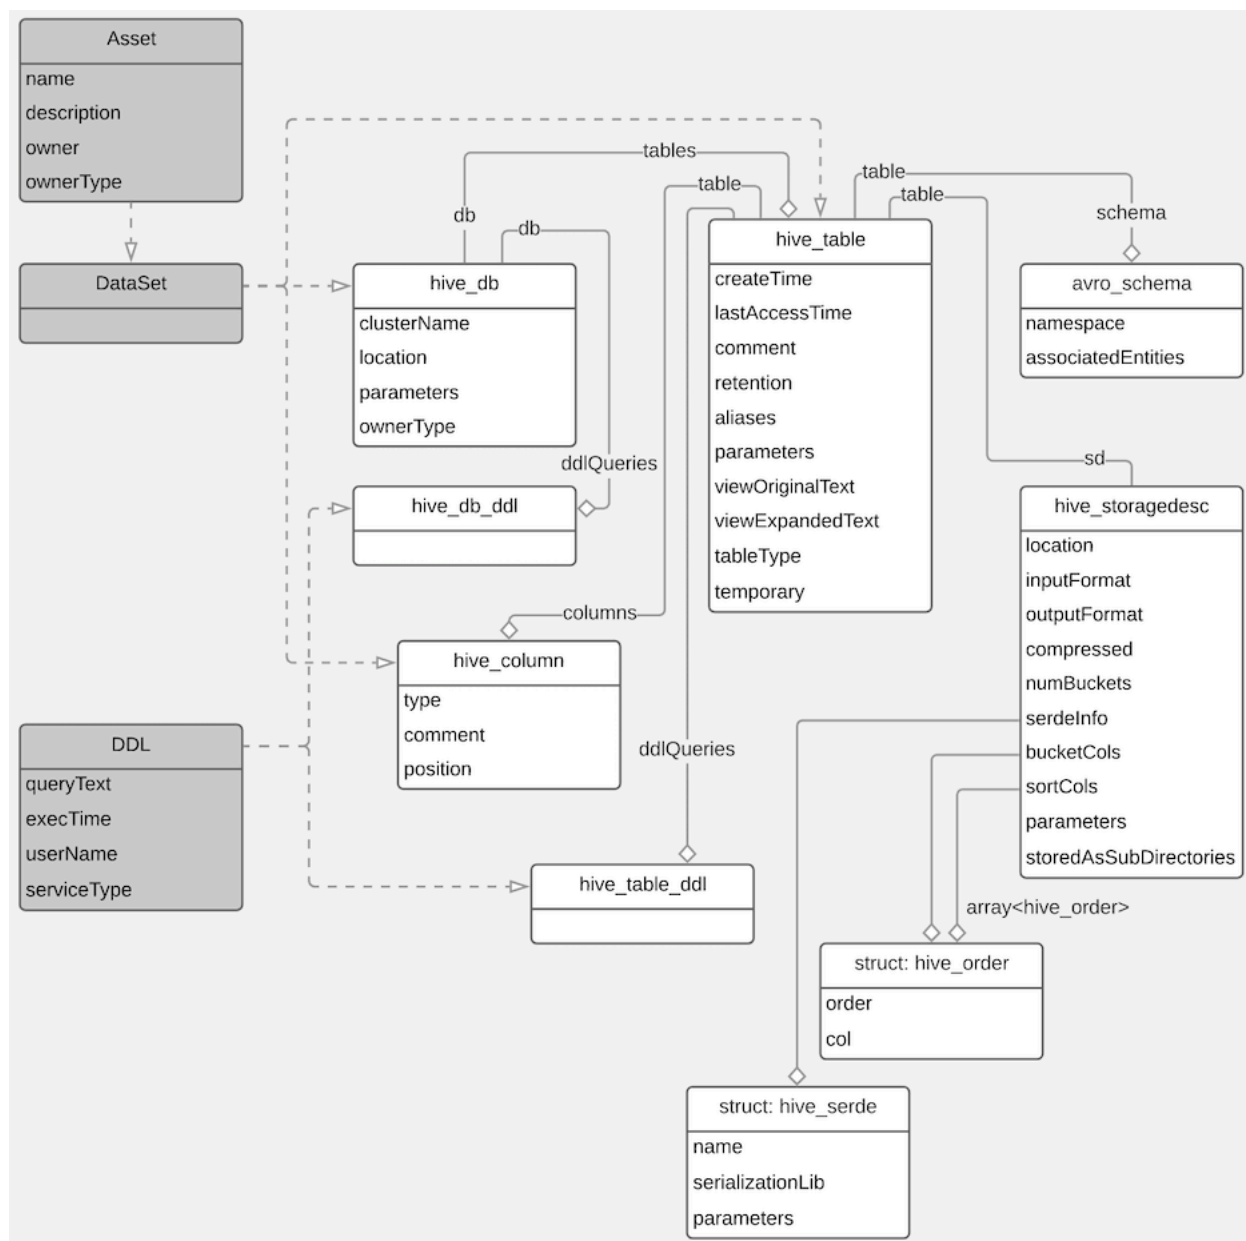 Asset
name
description
owner
ownerType
DataSet
tables
table
db
db
hive_db
clusterName
location
parameters
ownerType
ddlQueries
hive_db_ddl
hive_table
createTime
lastAccessTime
comment
retention
aliases
parameters
viewOriginalText
viewExpandedText
tableType
temporary
table
table
schema
avro_schema
namespace
associatedEntities
sd
hive_storagedesc
location
inputFormat
outputFormat
compressed
numBuckets
serdeInfo
bucketCols
sortCols
parameters
storedAsSubDirectories
columns
hive_column
type
comment
position
DDL
queryText
execTime
userName
serviceType
ddlQueries
hive_table_ddl
array<hive_order>
struct: hive_order
order
col
struct: hive_serde
name
serializationLib
parameters